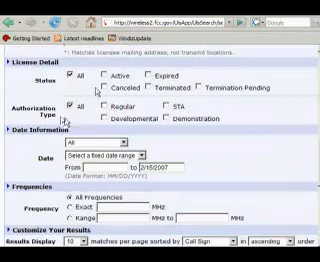 http://wireless2.fcc.gov/UlsApp/UlsSearch/se
Google
Getting Started Latest Headlines WindsUpdate
*: Matches licensee mailing address, not transmit locations.
License Detail
Status All Active Expired
Canceled Terminated Termination Pending
Authorization Type All Regular STA
Developmental Demonstration
Date Information
All
Date Select a fixed date range
From to 2/15/2007
(Date Format: MM/DD/YYYY)
Frequencies
All Frequencies
Frequency Exact MHz
Range MHz to MHz
Customize Your Results
Results Display 10 matches per page sorted by Call Sign in ascending order